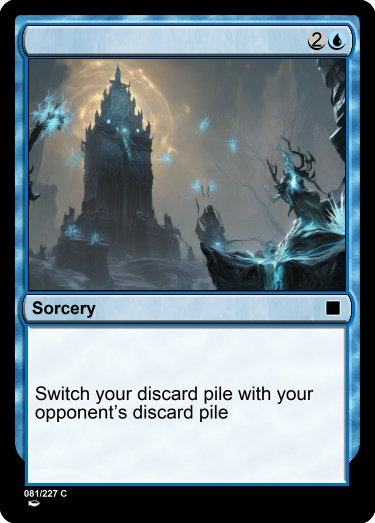 2
Sorcery
Switch your discard pile with your
opponent's discard pile
081/227 C